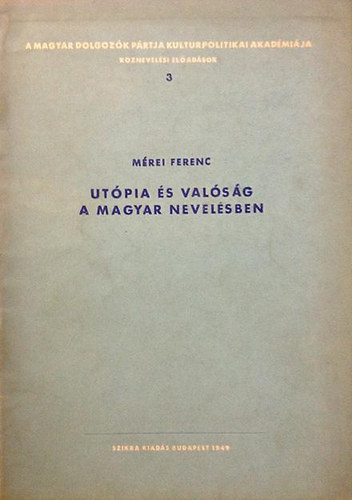 A MAGYAR DOLGOZÓK PÁRTJA KULTURPOLITIKAI AKADÉMIÁJA
KÖZNEVELÉSI ELŐADÁSOK
3
MÉREI FERENC
UTÓPIA ÉS VALÓSÁG
A MAGYAR NEVELÉSBEN
SZIKRA KIADÁS BUDAPEST 1949